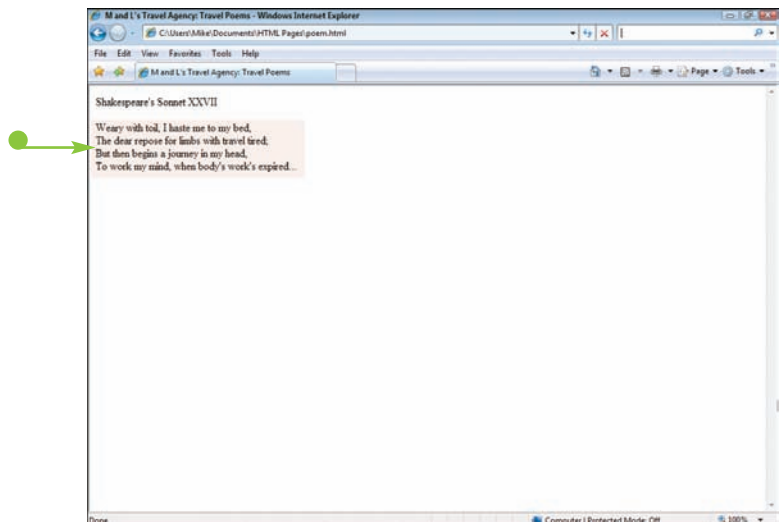 M and L's Travel Agency: Travel Poems - Windows Internet Explorer
C:\Users\Mike\Documents\HTML Pages\poem.html
File Edit View Favorites Tools Help
M and L's Travel Agency: Travel Poems Page Tools
Shakespeare's Sonnet XXVII
Weary with toil, I haste me to my bed,
The dear repose for limbs with travel tired;
But then begins a journey in my head,
To work my mind, when body's work's expired...
Done Computer | Protected Mode: Off 100%